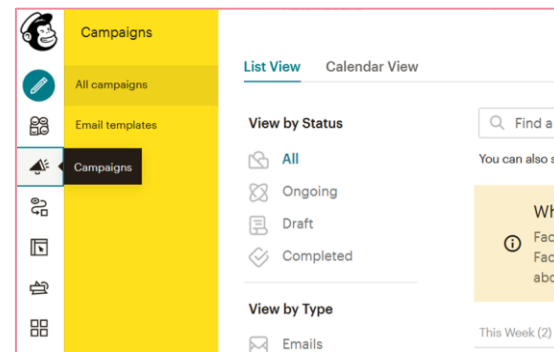 Campaigns
All campaigns
Email templates
Campaigns
List View
Calendar View
View by Status
All
Ongoing
Draft
Completed
View by Type
Emails
Find a
You can also
This Week (2)